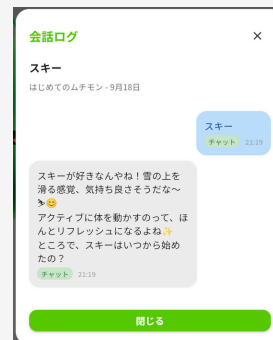 会話ログ
×
スキー
はじめてのムチモン - 9月18日
スキー
チャット 21:19
スキーが好きなんやね！雪の上を
滑る感覚、気持ち良さそうだな〜
⛷😊
アクティブに体を動かすのって、ほ
んとリフレッシュになるよね✨
ところで、スキーはいつから始め
たの？
チャット 21:19
閉じる